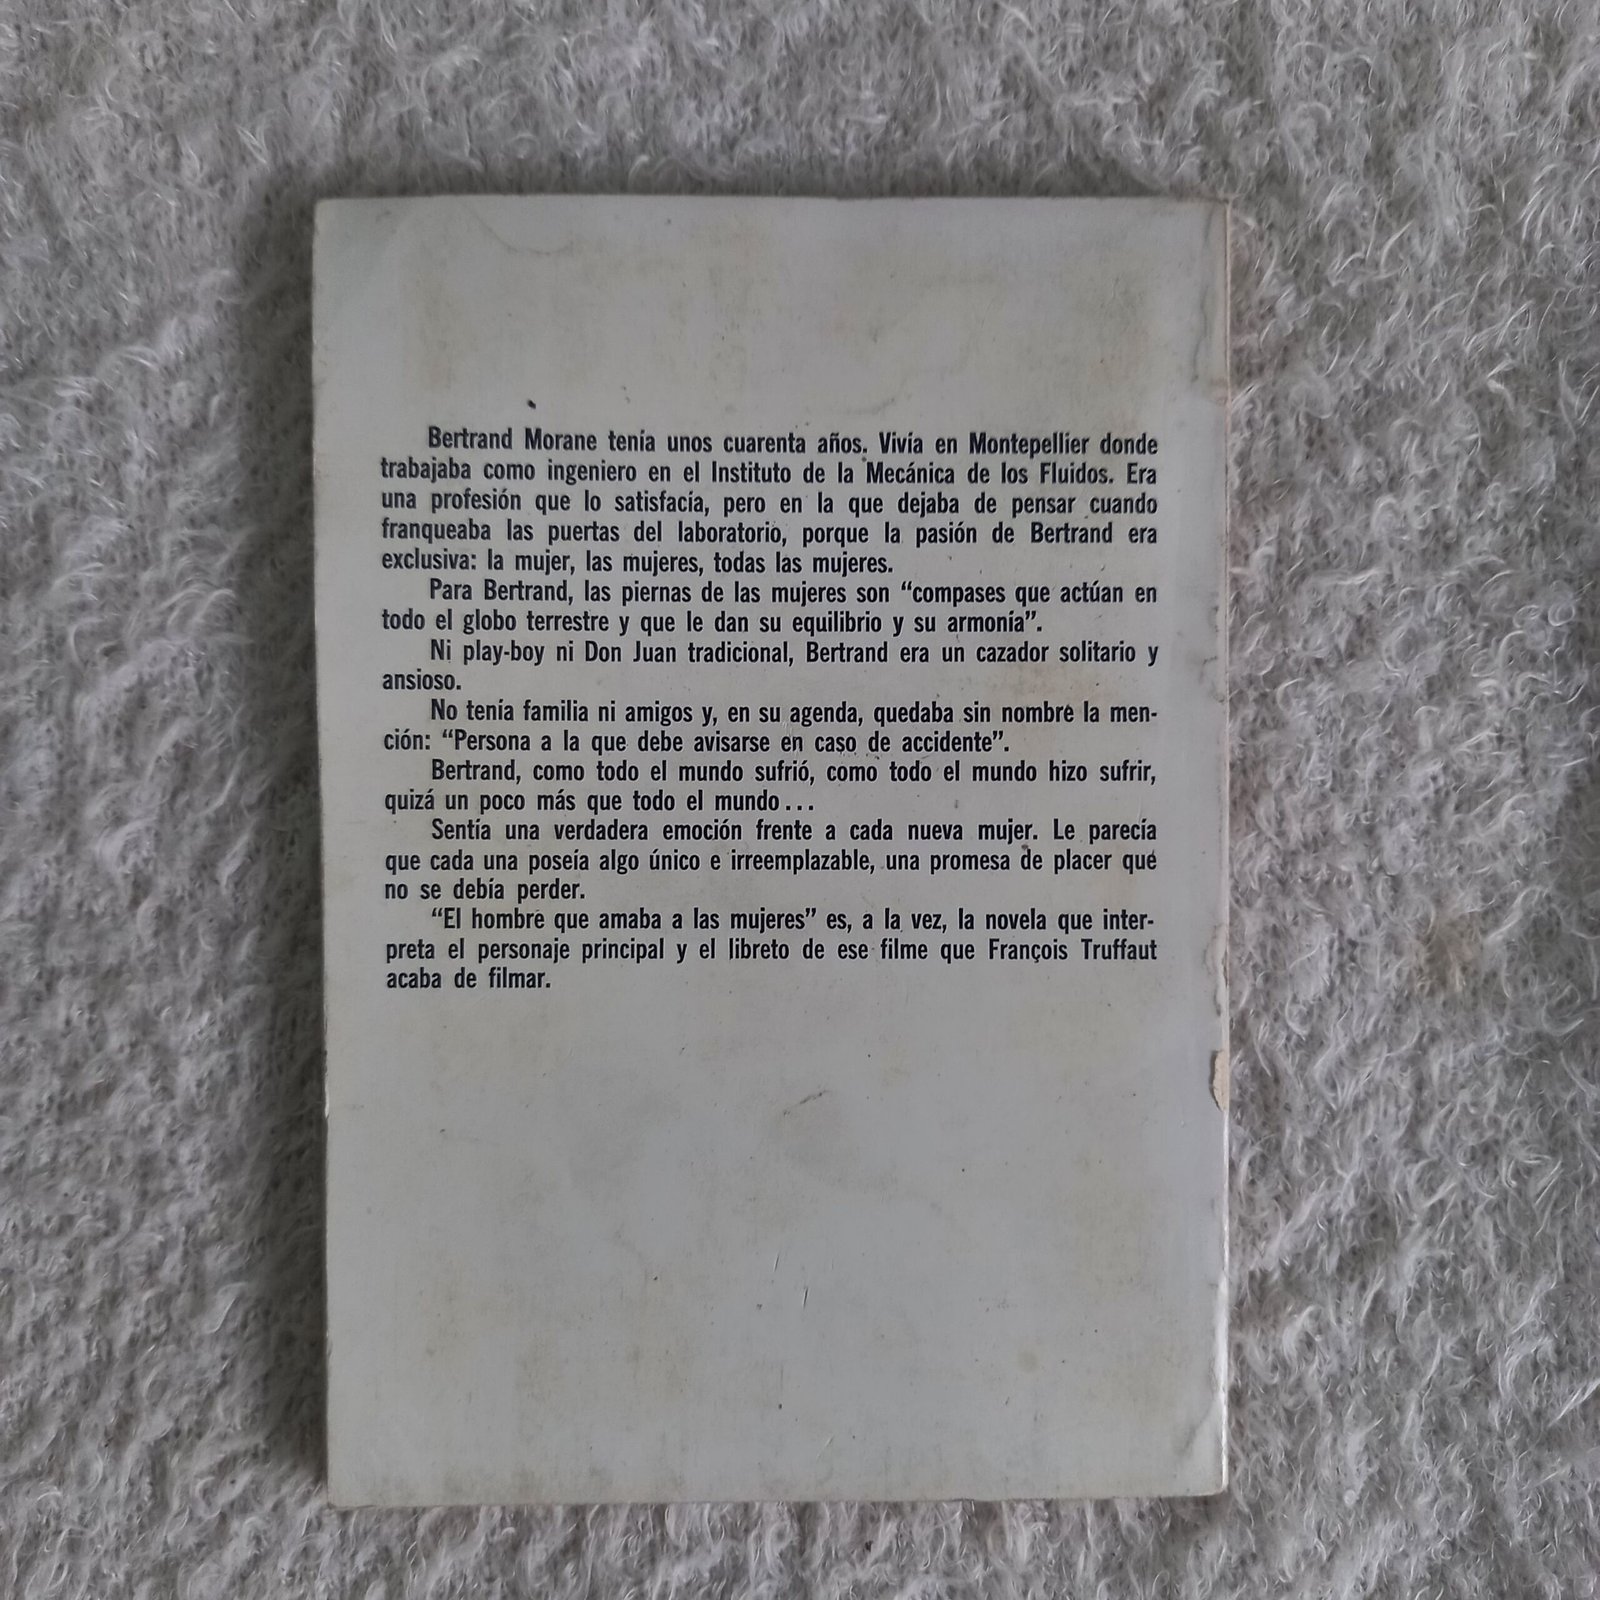 Bertrand Morane tenía unos cuarenta años. Vivía en Montepellier donde
trabajaba como ingeniero en el Instituto de la Mecánica de los Fluidos. Era
una profesión que lo satisfacía, pero en la que dejaba de pensar cuando
franqueaba las puertas del laboratorio, porque la pasión de Bertrand era
exclusiva: la mujer, las mujeres, todas las mujeres.
Para Bertrand, las piernas de las mujeres son “compases que actúan en
todo el globo terrestre y que le dan su equilibrio y su armonía”.
Ni play-boy ni Don Juan tradicional, Bertrand era un cazador solitario y
ansioso.
No tenía familia ni amigos y, en su agenda, quedaba sin nombre la men-
ción: “Persona a la que debe avisarse en caso de accidente”.
Bertrand, como todo el mundo sufrió, como todo el mundo hizo sufrir,
quizá un poco más que todo el mundo...
Sentía una verdadera emoción frente a cada nueva mujer. Le parecía
que cada una poseía algo único e irreemplazable, una promesa de placer que
no se debía perder.
“El hombre que amaba a las mujeres” es, a la vez, la novela que inter-
preta el personaje principal y el libreto de ese filme que François Truffaut
acaba de filmar.